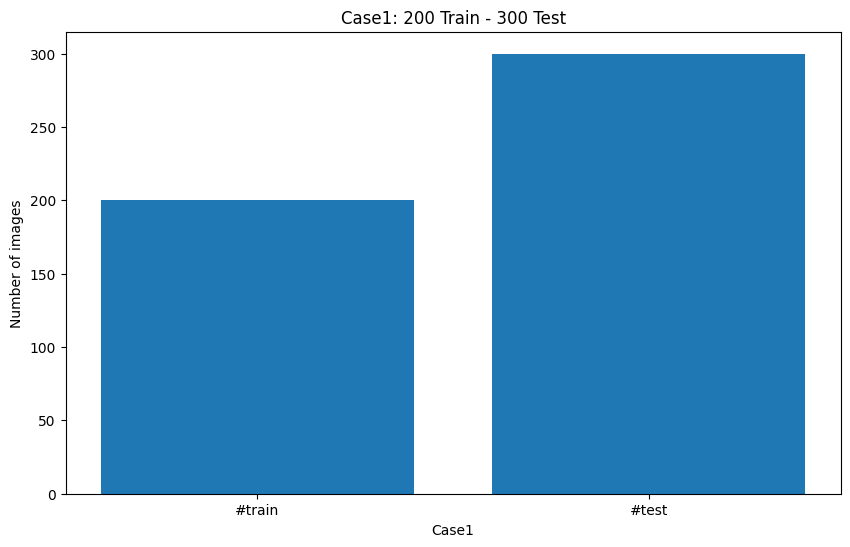 Case1: 200 Train - 300 Test
Number of images
300
250
200
150
100
50
0
#train
#test
Case1